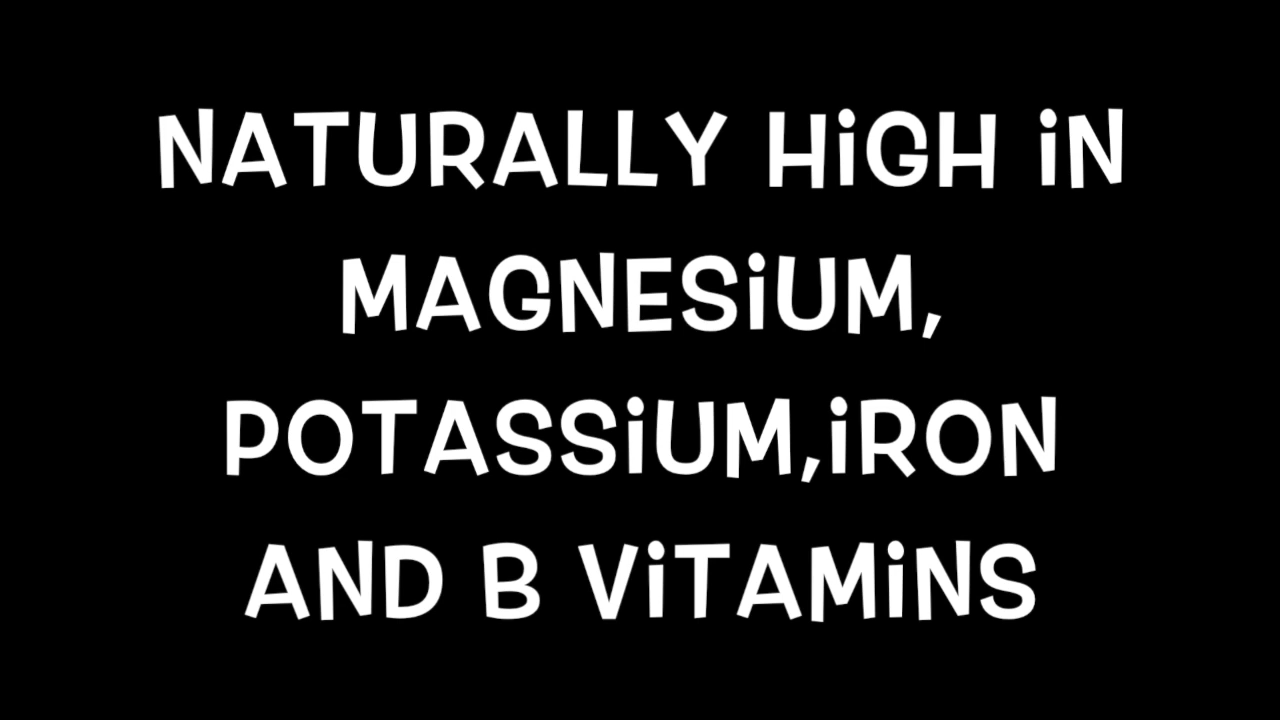 NATURALLY HiGH iN
MAGNESiUM,
POTASSiUM,iRON
AND B ViTAMiNS